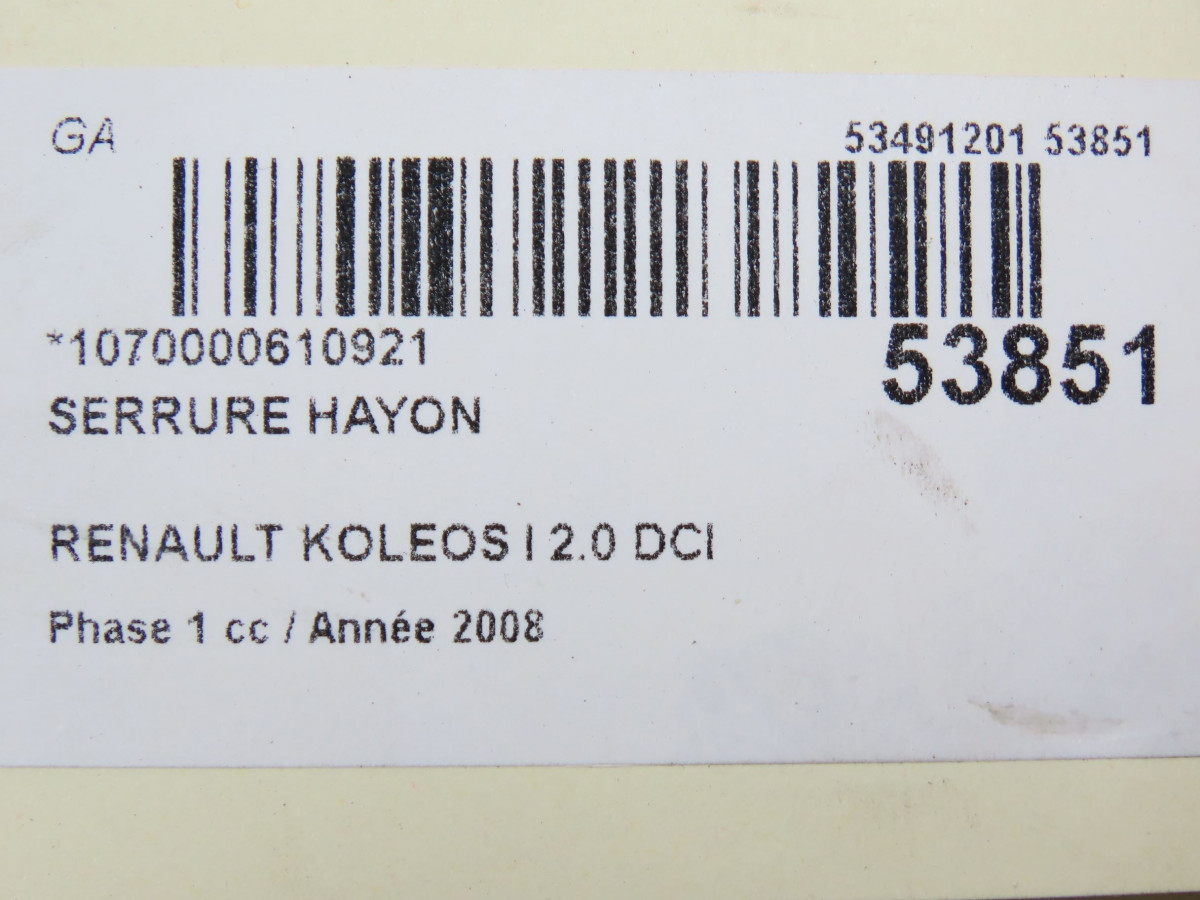 GA
53491201 53851
*1070000610921
53851
SERRURE HAYON
RENAULT KOLEOS I 2.0 DCI
Phase 1 cc / Année 2008